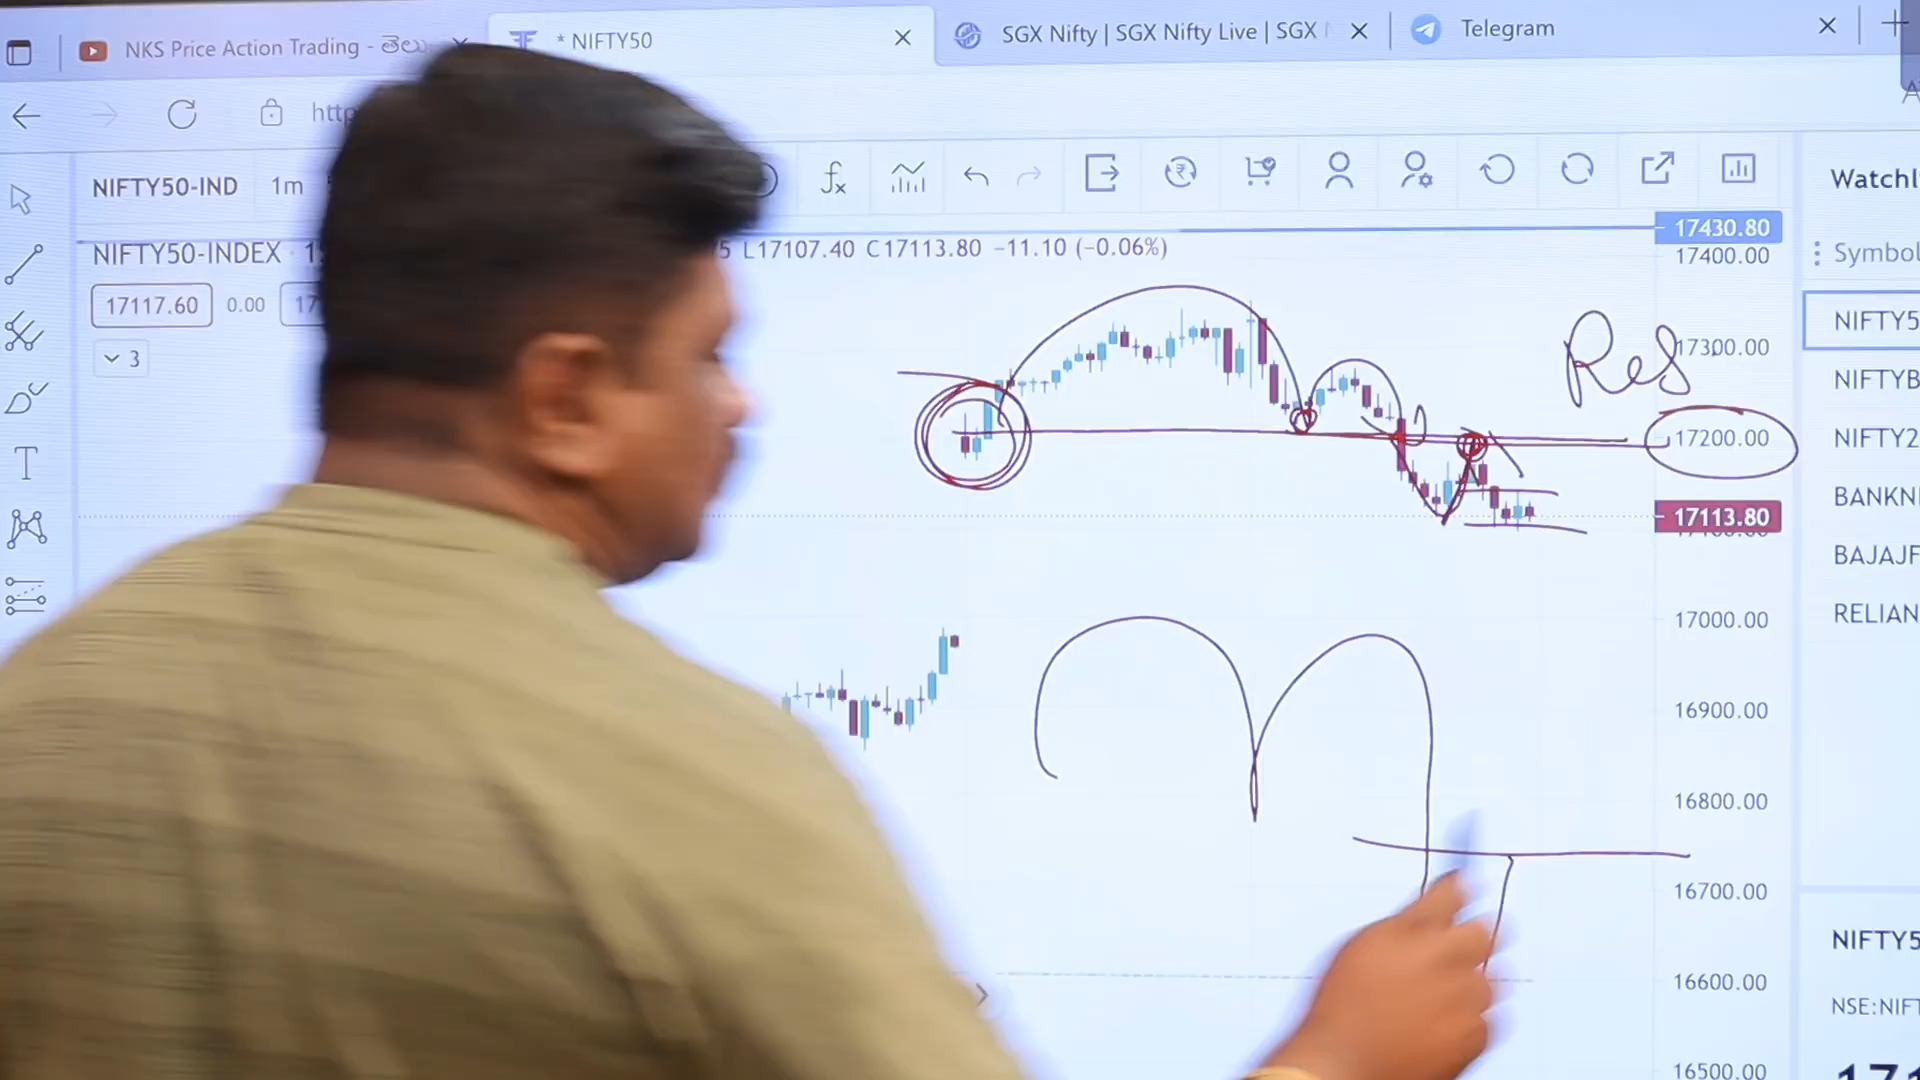 NKS Price Action Trading - తెలు
* NIFTY50
SGX Nifty | SGX Nifty Live | SGX
Telegram
NIFTY50-IND 1m
Watchl
NIFTY50-INDEX
L17107.40 C17113.80 −11.10 (−0.06%)
17117.60 0.00 17
3
Symbol
17430.80
17400.00
17300.00
17200.00
17113.80
17000.00
16900.00
16800.00
16700.00
16600.00
16500.00
Res
NIFTY5
NIFTYB
NIFTY2
BANKNI
BAJAJF
RELIAN
NIFTY5
NSE:NIFT
171